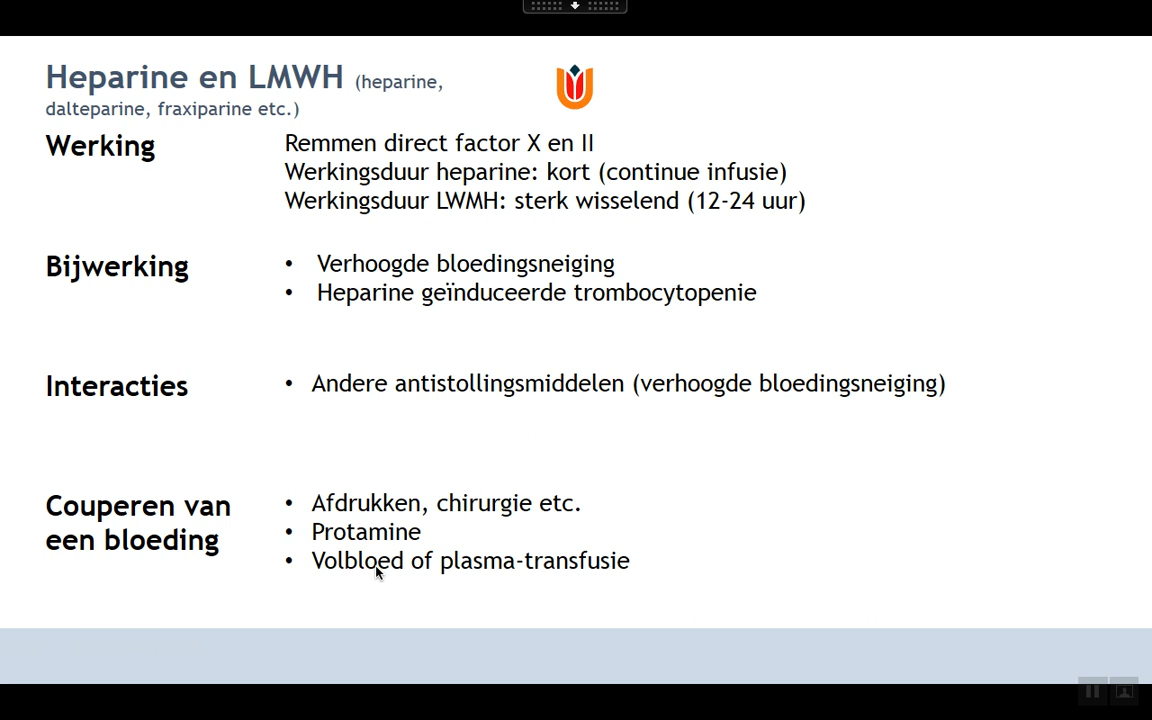 Heparine en LMWH (heparine,
dalteparine, fraxiparine etc.)
Werking
Remmen direct factor X en II
Werkingsduur heparine: kort (continue infusie)
Werkingsduur LWMH: sterk wisselend (12-24 uur)
Bijwerking
• Verhoogde bloedingsneiging
• Heparine geïnduceerde trombocytopenie
Interacties
• Andere antistollingsmiddelen (verhoogde bloedingsneiging)
Couperen van
een bloeding
• Afdrukken, chirurgie etc.
• Protamine
• Volbloed of plasma-transfusie